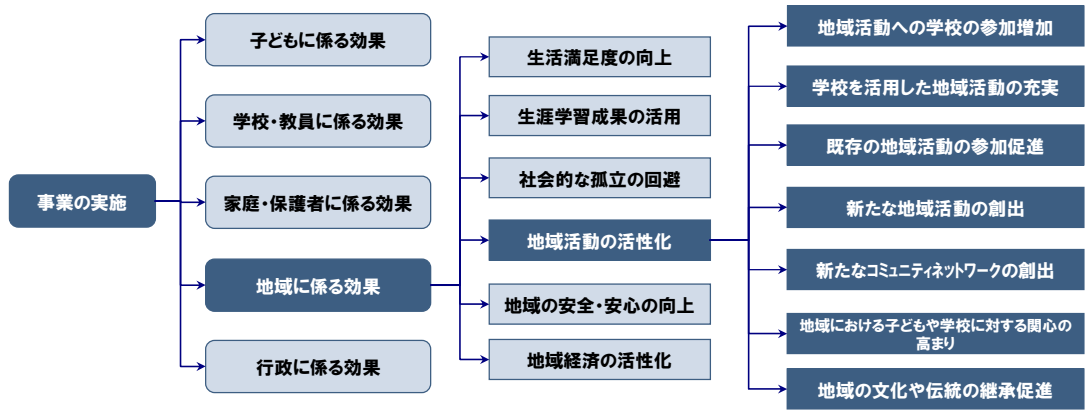 事業の実施
子どもに係る効果
学校・教員に係る効果
家庭・保護者に係る効果
地域に係る効果
行政に係る効果
生活満足度の向上
生涯学習成果の活用
社会的な孤立の回避
地域活動の活性化
地域の安全・安心の向上
地域経済の活性化
地域活動への学校の参加増加
学校を活用した地域活動の充実
既存の地域活動の参加促進
新たな地域活動の創出
新たなコミュニティネットワークの創出
地域における子どもや学校に対する関心の
高まり
地域の文化や伝統の継承促進